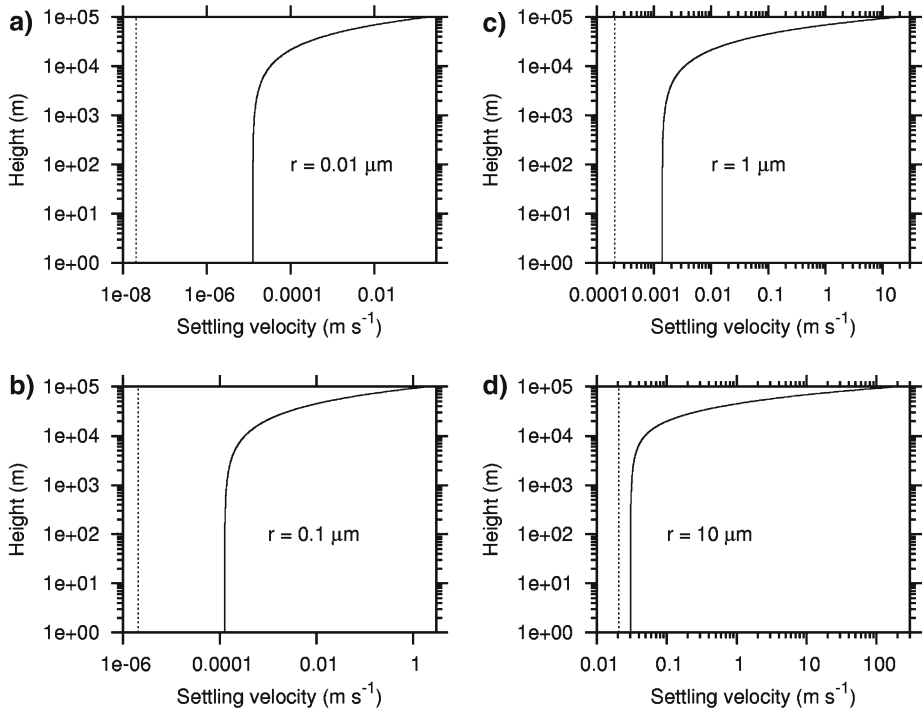 a)
Height (m)
1e+05
1e+04
1e+03
1e+02
1e+01
1e+00
r = 0.01 μm
1e-08 1e-06 0.0001 0.01
Settling velocity (m s⁻¹)
c)
Height (m)
1e+05
1e+04
1e+03
1e+02
1e+01
1e+00
r = 1 μm
0.0001 0.001 0.01 0.1 1 10
Settling velocity (m s⁻¹)
b)
Height (m)
1e+05
1e+04
1e+03
1e+02
1e+01
1e+00
r = 0.1 μm
1e-06 0.0001 0.01 1
Settling velocity (m s⁻¹)
d)
Height (m)
1e+05
1e+04
1e+03
1e+02
1e+01
1e+00
r = 10 μm
0.01 0.1 1 10 100
Settling velocity (m s⁻¹)